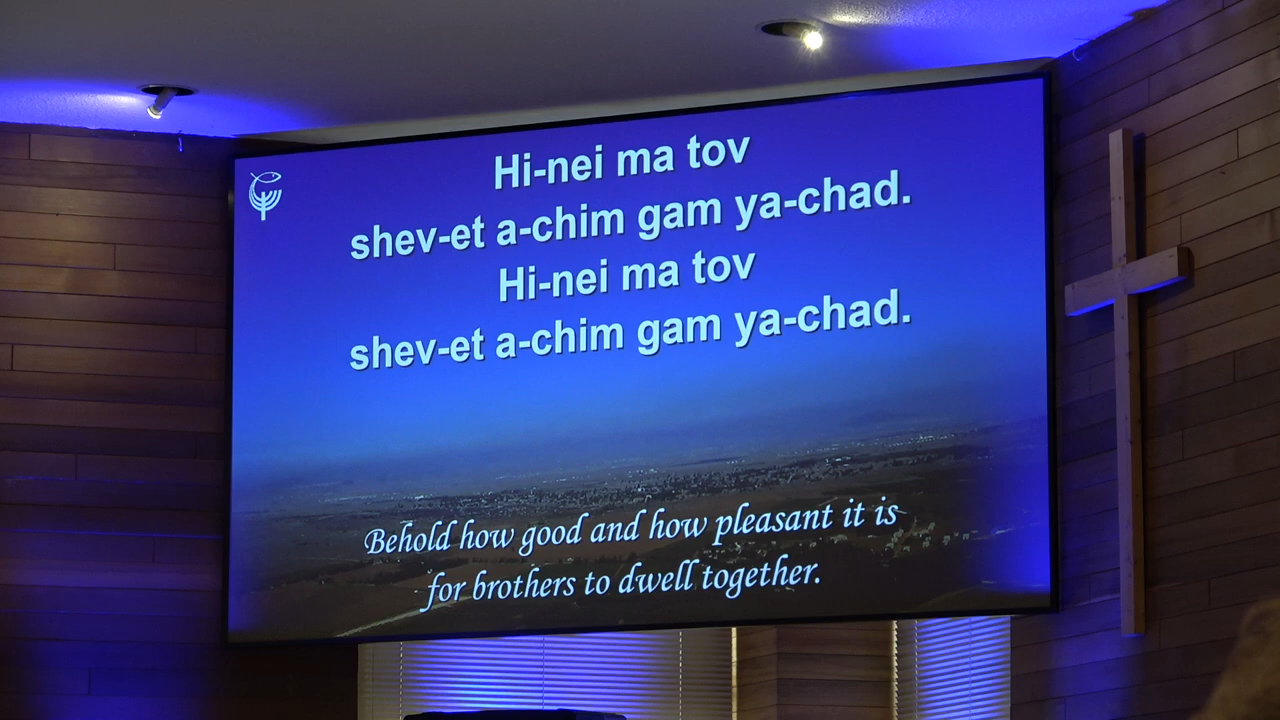 Hi-nei ma tov
shev-et a-chim gam ya-chad.
Hi-nei ma tov
shev-et a-chim gam ya-chad.
Behold how good and how pleasant it is
for brothers to dwell together.